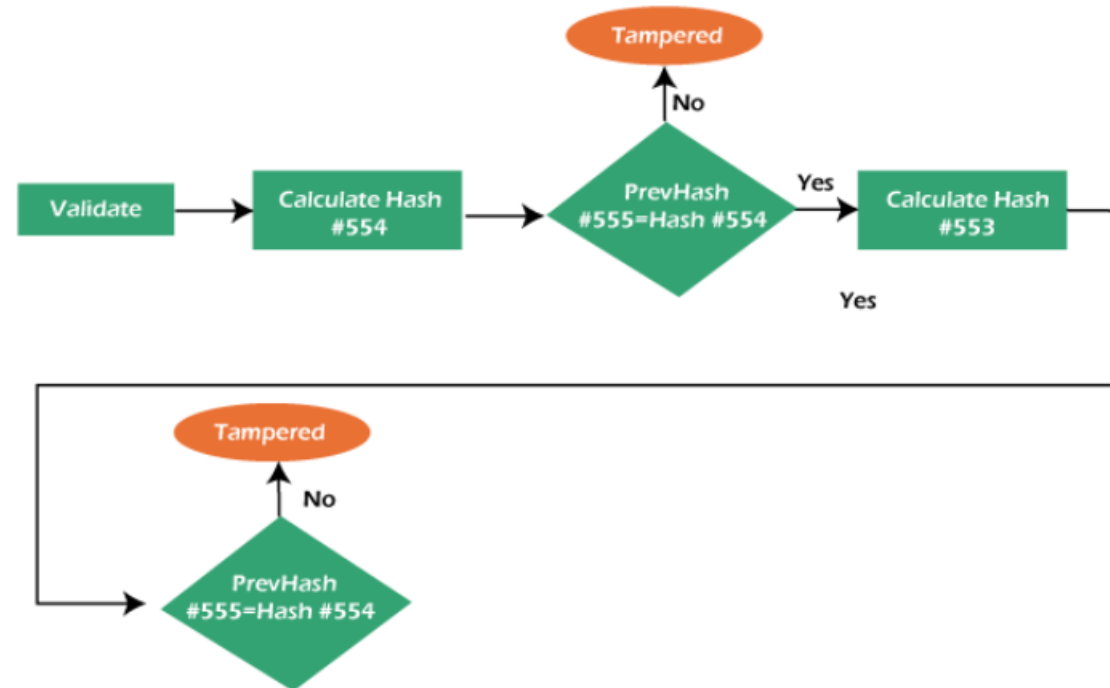 Tampered
No
Validate
Calculate Hash
#554
PrevHash
#555=Hash #554
Yes
Calculate Hash
#553
Yes
Tampered
No
PrevHash
#555=Hash #554